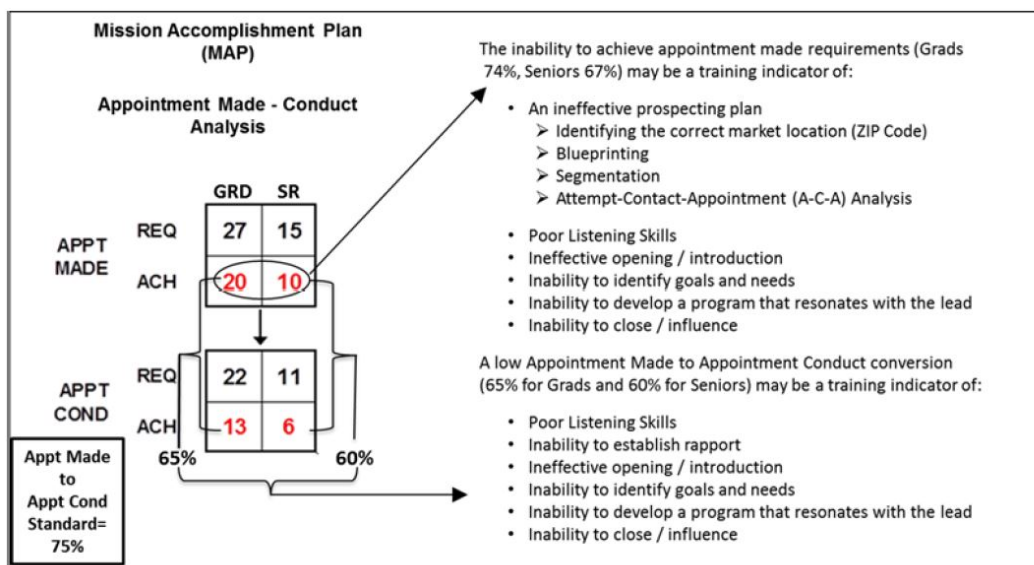 Mission Accomplishment Plan
(MAP)
Appointment Made - Conduct
Analysis
GRD SR
APPT
MADE
REQ 27 15
ACH 20 10
APPT
COND
REQ 22 11
ACH 13 6
65% 60%
Appt Made
to
Appt Cond
Standard=
75%
The inability to achieve appointment made requirements (Grads
74%, Seniors 67%) may be a training indicator of:
• An ineffective prospecting plan
➤ Identifying the correct market location (ZIP Code)
➤ Blueprinting
➤ Segmentation
➤ Attempt-Contact-Appointment (A-C-A) Analysis
• Poor Listening Skills
• Ineffective opening / introduction
• Inability to identify goals and needs
• Inability to develop a program that resonates with the lead
• Inability to close / influence
A low Appointment Made to Appointment Conduct conversion
(65% for Grads and 60% for Seniors) may be a training indicator of:
• Poor Listening Skills
• Inability to establish rapport
• Ineffective opening / introduction
• Inability to identify goals and needs
• Inability to develop a program that resonates with the lead
• Inability to close / influence